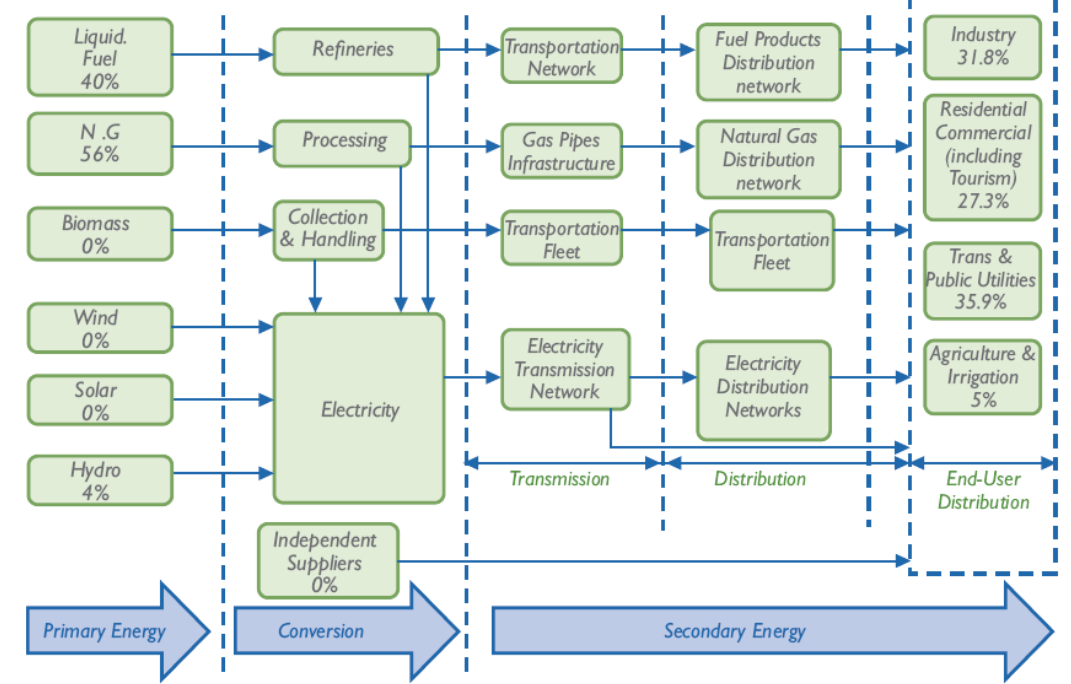 Liquid.
Fuel
40%
N .G
56%
Biomass
0%
Wind
0%
Solar
0%
Hydro
4%
Refineries
Processing
Collection
& Handling
Electricity
Independent
Suppliers
0%
Transportation
Network
Gas Pipes
Infrastructure
Transportation
Fleet
Electricity
Transmission
Network
Transmission
Fuel Products
Distribution
network
Natural Gas
Distribution
network
Transportation
Fleet
Electricity
Distribution
Networks
Distribution
Industry
31.8%
Residential
Commercial
(including
Tourism)
27.3%
Trans &
Public Utilities
35.9%
Agriculture &
Irrigation
5%
End-User
Distribution
Primary Energy
Conversion
Secondary Energy